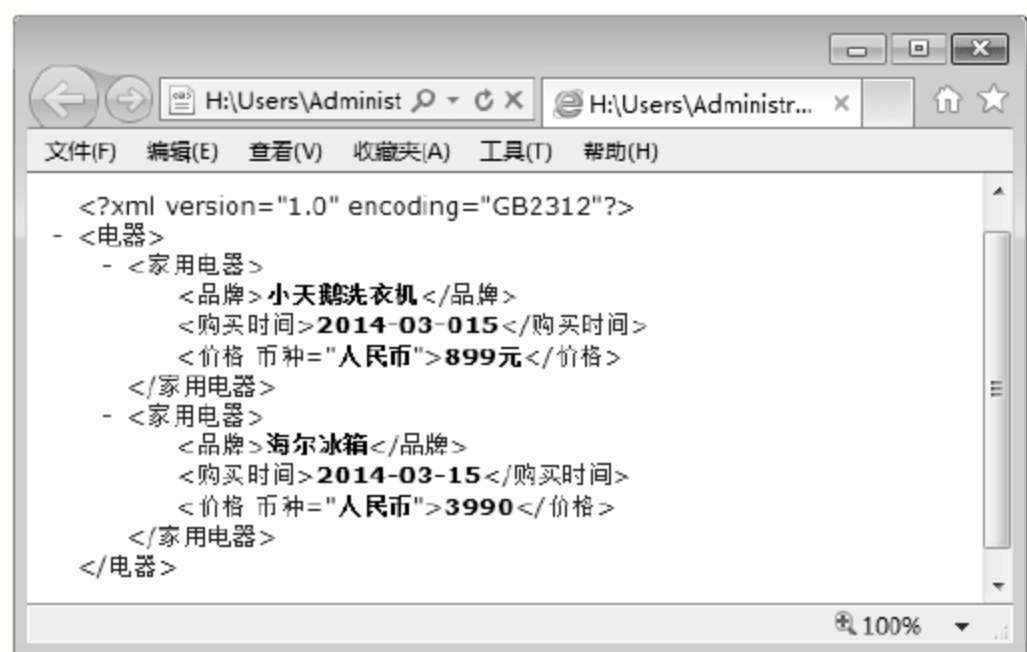 H:\Users\Administ
H:\Users\Administr...
文件(F) 编辑(E) 查看(V) 收藏夹(A) 工具(T) 帮助(H)
<?xml version="1.0" encoding="GB2312"?>
- <电器>
- <家用电器>
<品牌>小天鹅洗衣机</品牌>
<购买时间>2014-03-015</购买时间>
<价格 币种="人民币">899元</价格>
</家用电器>
- <家用电器>
<品牌>海尔冰箱</品牌>
<购买时间>2014-03-15</购买时间>
<价格 币种="人民币">3990</价格>
</家用电器>
</电器>
100%